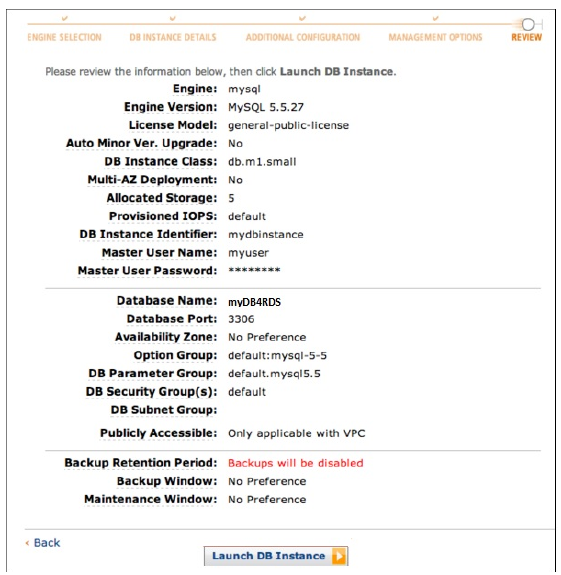 ENGINE SELECTION DB INSTANCE DETAILS ADDITIONAL CONFIGURATION MANAGEMENT OPTIONS REVIEW
Please review the information below, then click Launch DB Instance.
Engine: mysql
Engine Version: MySQL 5.5.27
License Model: general-public-license
Auto Minor Ver. Upgrade: No
DB Instance Class: db.m1.small
Multi-AZ Deployment: No
Allocated Storage: 5
Provisioned IOPS: default
DB Instance Identifier: mydbinstance
Master User Name: myuser
Master User Password: ********
Database Name: myDB4RDS
Database Port: 3306
Availability Zone: No Preference
Option Group: default:mysql-5-5
DB Parameter Group: default.mysql5.5
DB Security Group(s): default
DB Subnet Group:
Publicly Accessible: Only applicable with VPC
Backup Retention Period: Backups will be disabled
Backup Window: No Preference
Maintenance Window: No Preference
‹ Back
Launch DB Instance